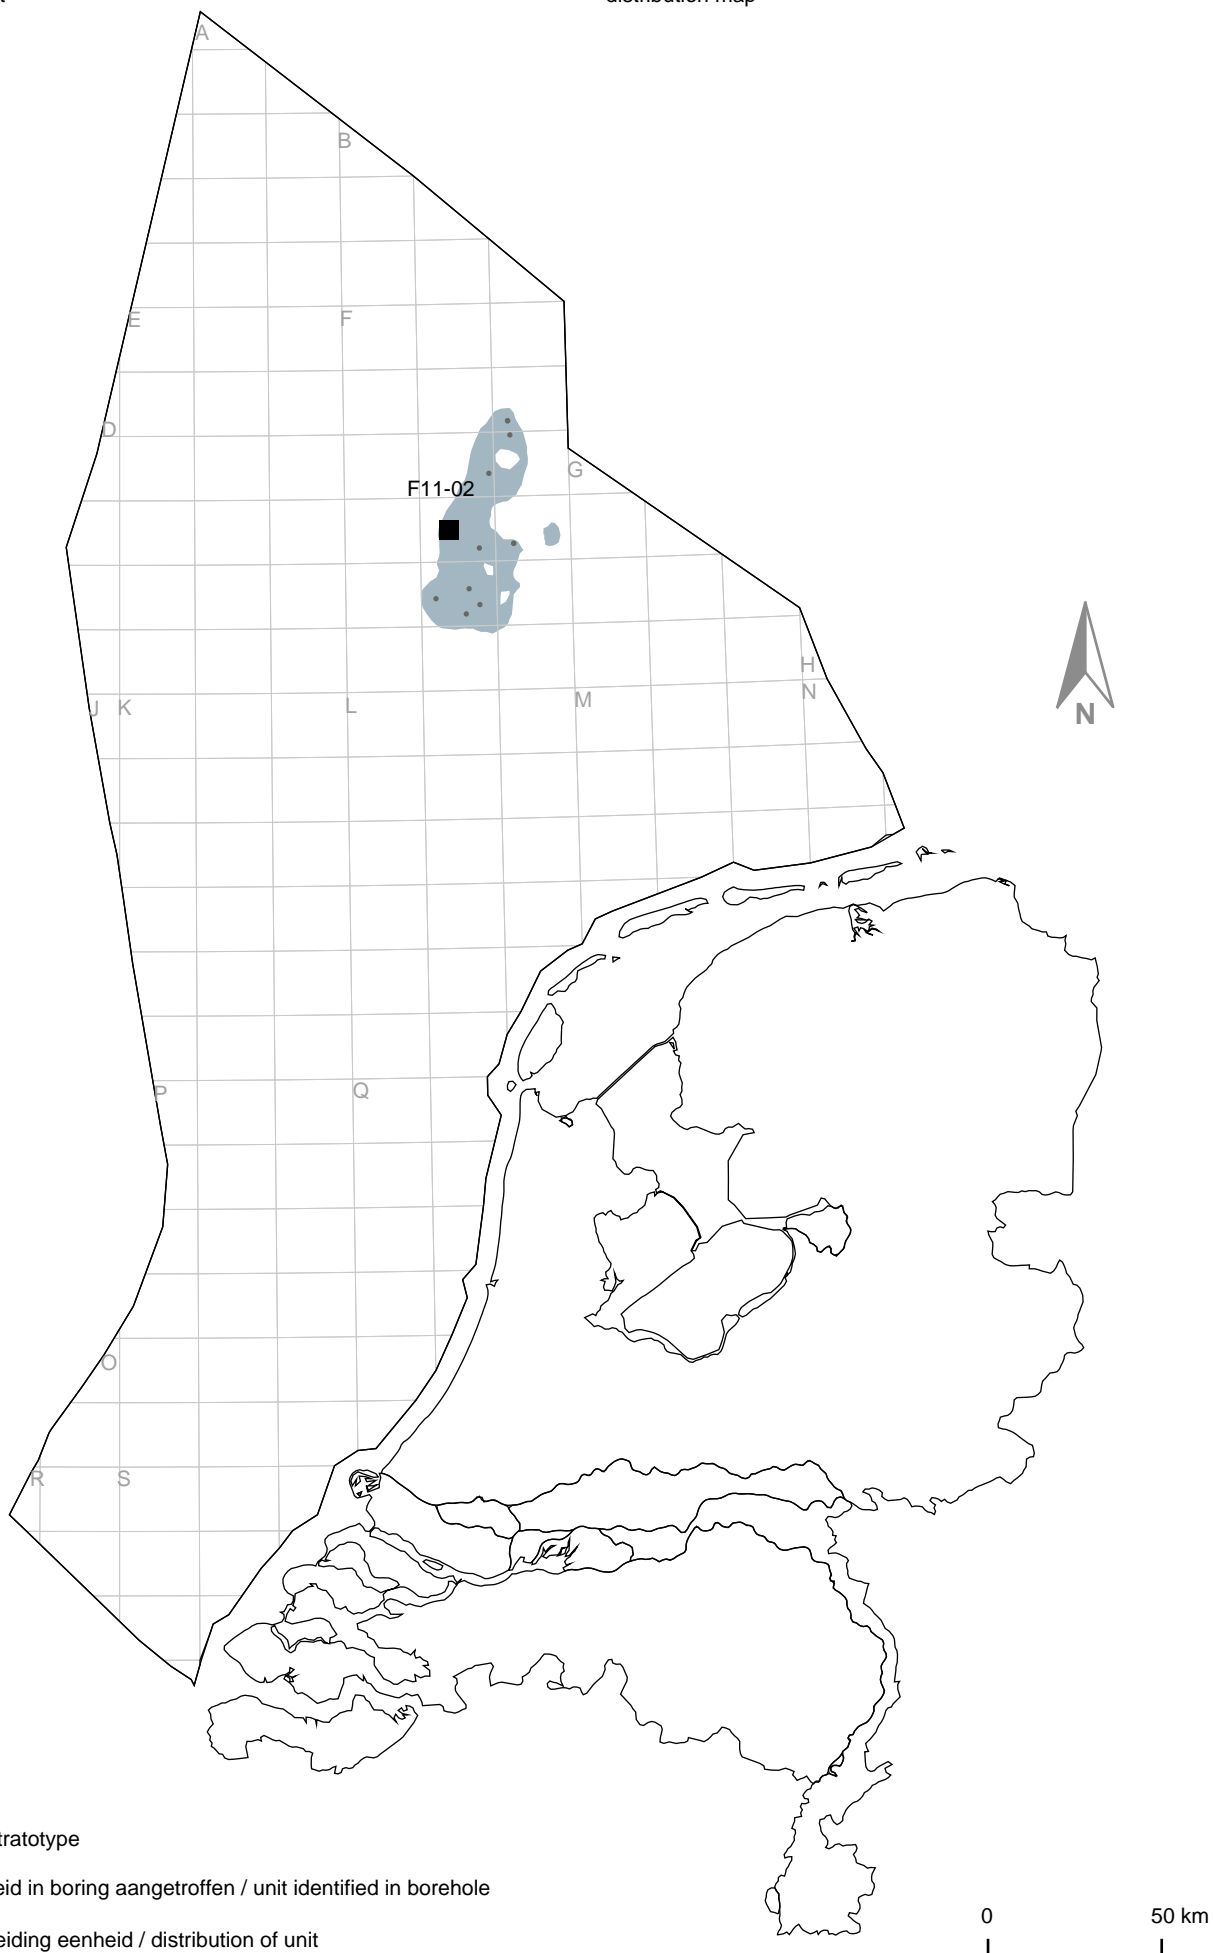 distribution map
A
B
E
F
D
G
F11-02
H
N
J K
L
M
N
P
Q
O
R
S
tratotype
eid in boring aangetroffen / unit identified in borehole
eiding eenheid / distribution of unit
0
50 km